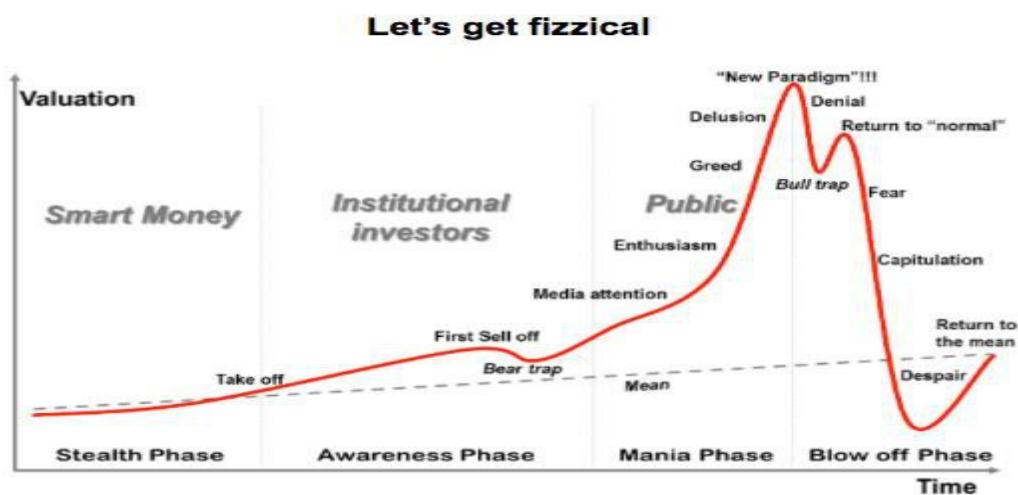 Let's get fizzical
Valuation
"New Paradigm"!!!
Denial
Delusion
Return to "normal"
Greed
Bull trap
Fear
Smart Money
Institutional
investors
Public
Enthusiasm
Capitulation
Media attention
First Sell off
Return to
the mean
Bear trap
Take off
Mean
Despair
Stealth Phase
Awareness Phase
Mania Phase
Blow off Phase
Time